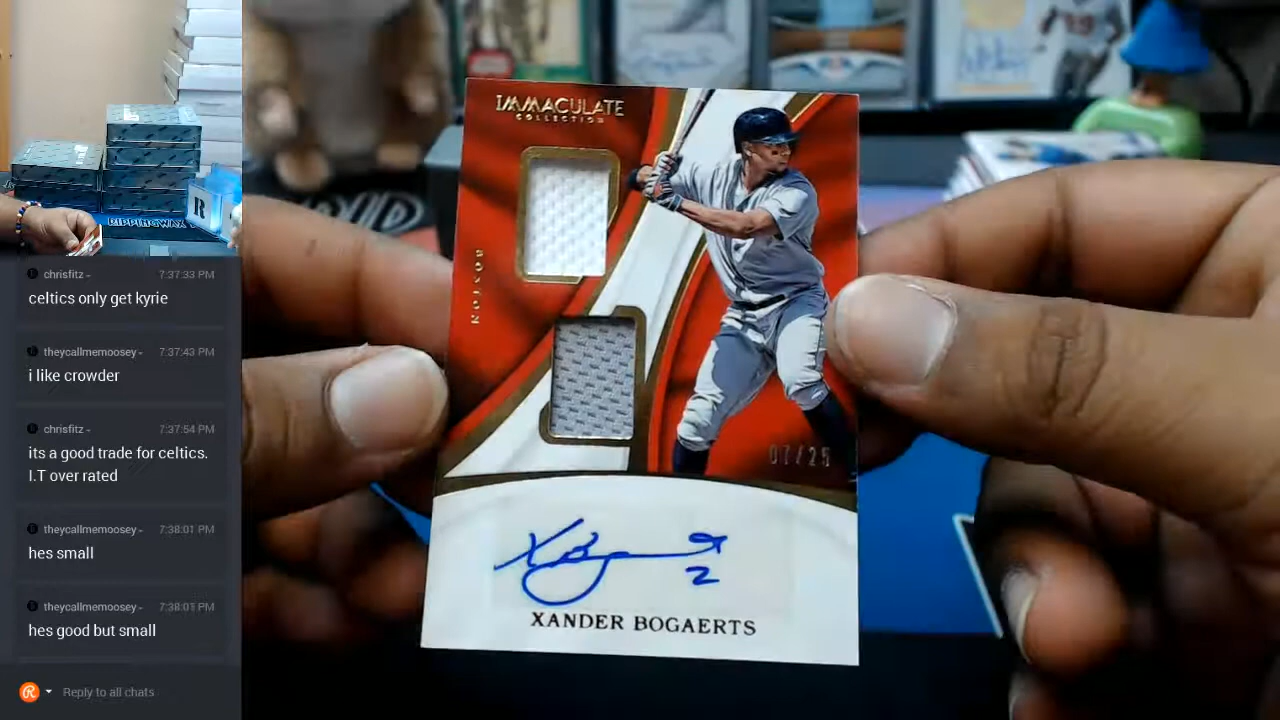 RIPPINGWAX
R
chrisfitz - 7:37:33 PM
celtics only get kyrie
theycallmemoosey - 7:37:43 PM
i like crowder
chrisfitz - 7:37:54 PM
its a good trade for celtics.
I.T over rated
theycallmemoosey - 7:38:01 PM
hes small
theycallmemoosey - 7:38:01 PM
hes good but small
Reply to all chats
IMMACULATE
COLLECTION
BOSTON
07/25
X B 2
XANDER BOGAERTS